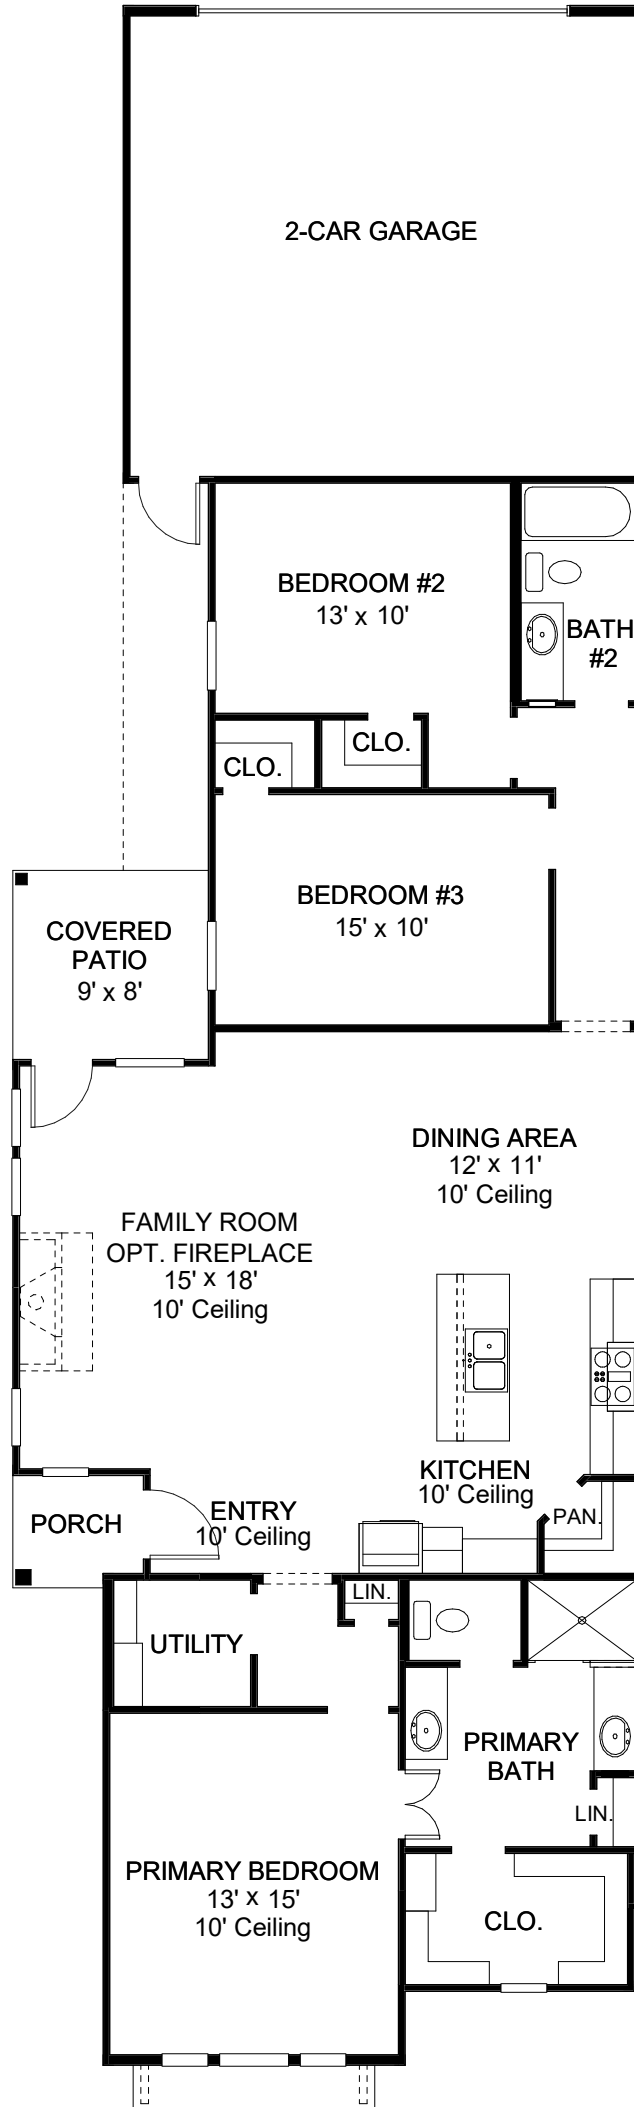 2-CAR GARAGE
BEDROOM #2
13' x 10'
BATH
#2
CLO.
CLO.
BEDROOM #3
15' x 10'
COVERED
PATIO
9' x 8'
DINING AREA
12' x 11'
10' Ceiling
FAMILY ROOM
OPT. FIREPLACE
15' x 18'
10' Ceiling
KITCHEN
10' Ceiling
PAN.
ENTRY
10' Ceiling
PORCH
LIN.
UTILITY
PRIMARY
BATH
LIN.
PRIMARY BEDROOM
13' x 15'
10' Ceiling
CLO.